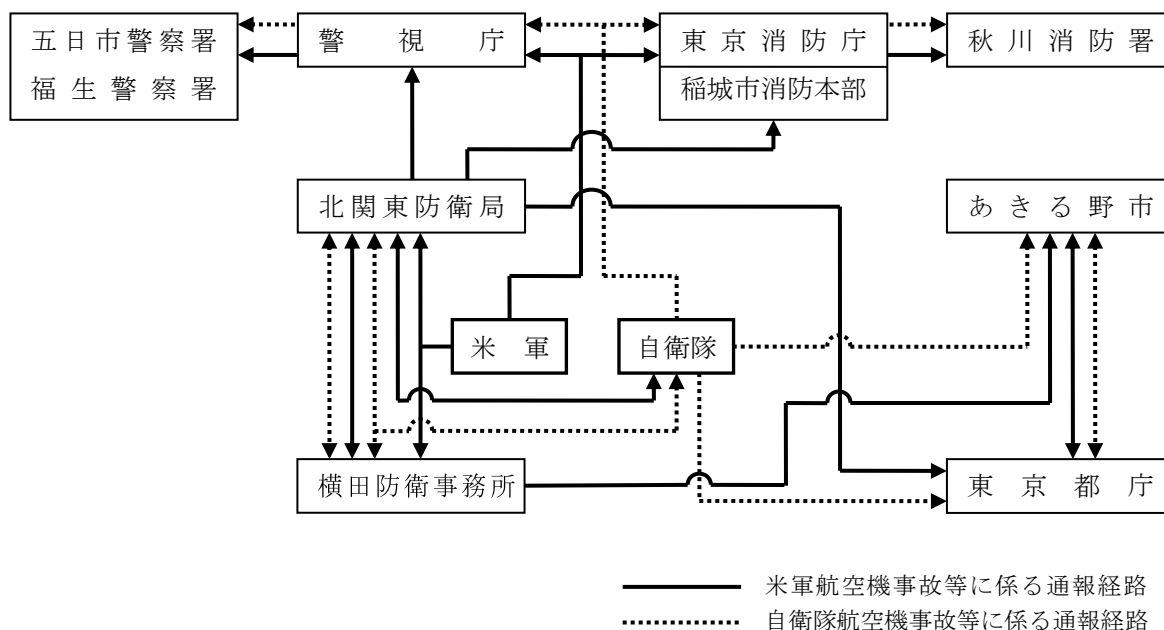 五日市警察署
福生警察署
警視庁
東京消防庁
稲城市消防本部
秋川消防署
北関東防衛局
あきる野市
米軍
自衛隊
横田防衛事務所
東京都庁
米軍航空機事故等に係る通報経路
自衛隊航空機事故等に係る通報経路